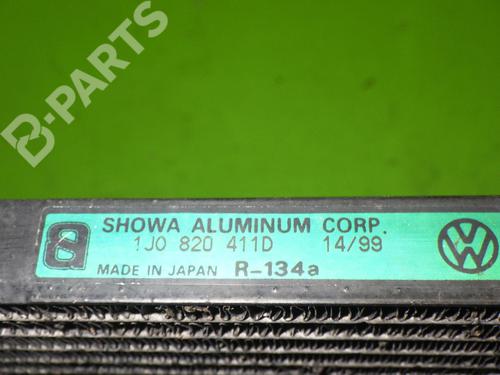 B-PARTS
SHOWA ALUMINUM CORP.
1J0 820 411D 14/99
MADE IN JAPAN R-134a